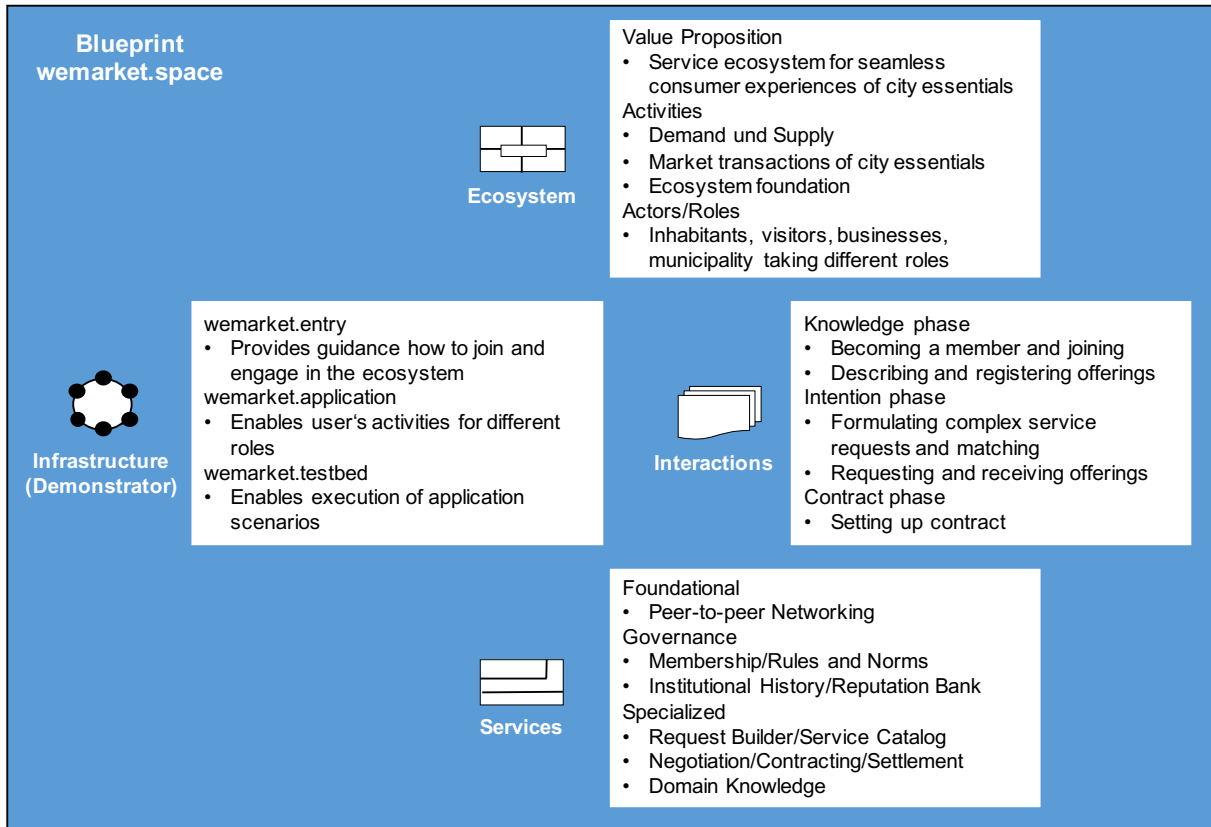 Blueprint
wemarket.space
Value Proposition
• Service ecosystem for seamless
consumer experiences of city essentials
Activities
• Demand und Supply
• Market transactions of city essentials
• Ecosystem foundation
Actors/Roles
• Inhabitants, visitors, businesses,
municipality taking different roles
Ecosystem
wemarket.entry
• Provides guidance how to join and
engage in the ecosystem
wemarket.application
• Enables user‘s activities for different
roles
wemarket.testbed
• Enables execution of application
scenarios
Infrastructure
(Demonstrator)
Knowledge phase
• Becoming a member and joining
• Describing and registering offerings
Intention phase
• Formulating complex service
requests and matching
• Requesting and receiving offerings
Contract phase
• Setting up contract
Interactions
Foundational
• Peer-to-peer Networking
Governance
• Membership/Rules and Norms
• Institutional History/Reputation Bank
Specialized
• Request Builder/Service Catalog
• Negotiation/Contracting/Settlement
• Domain Knowledge
Services